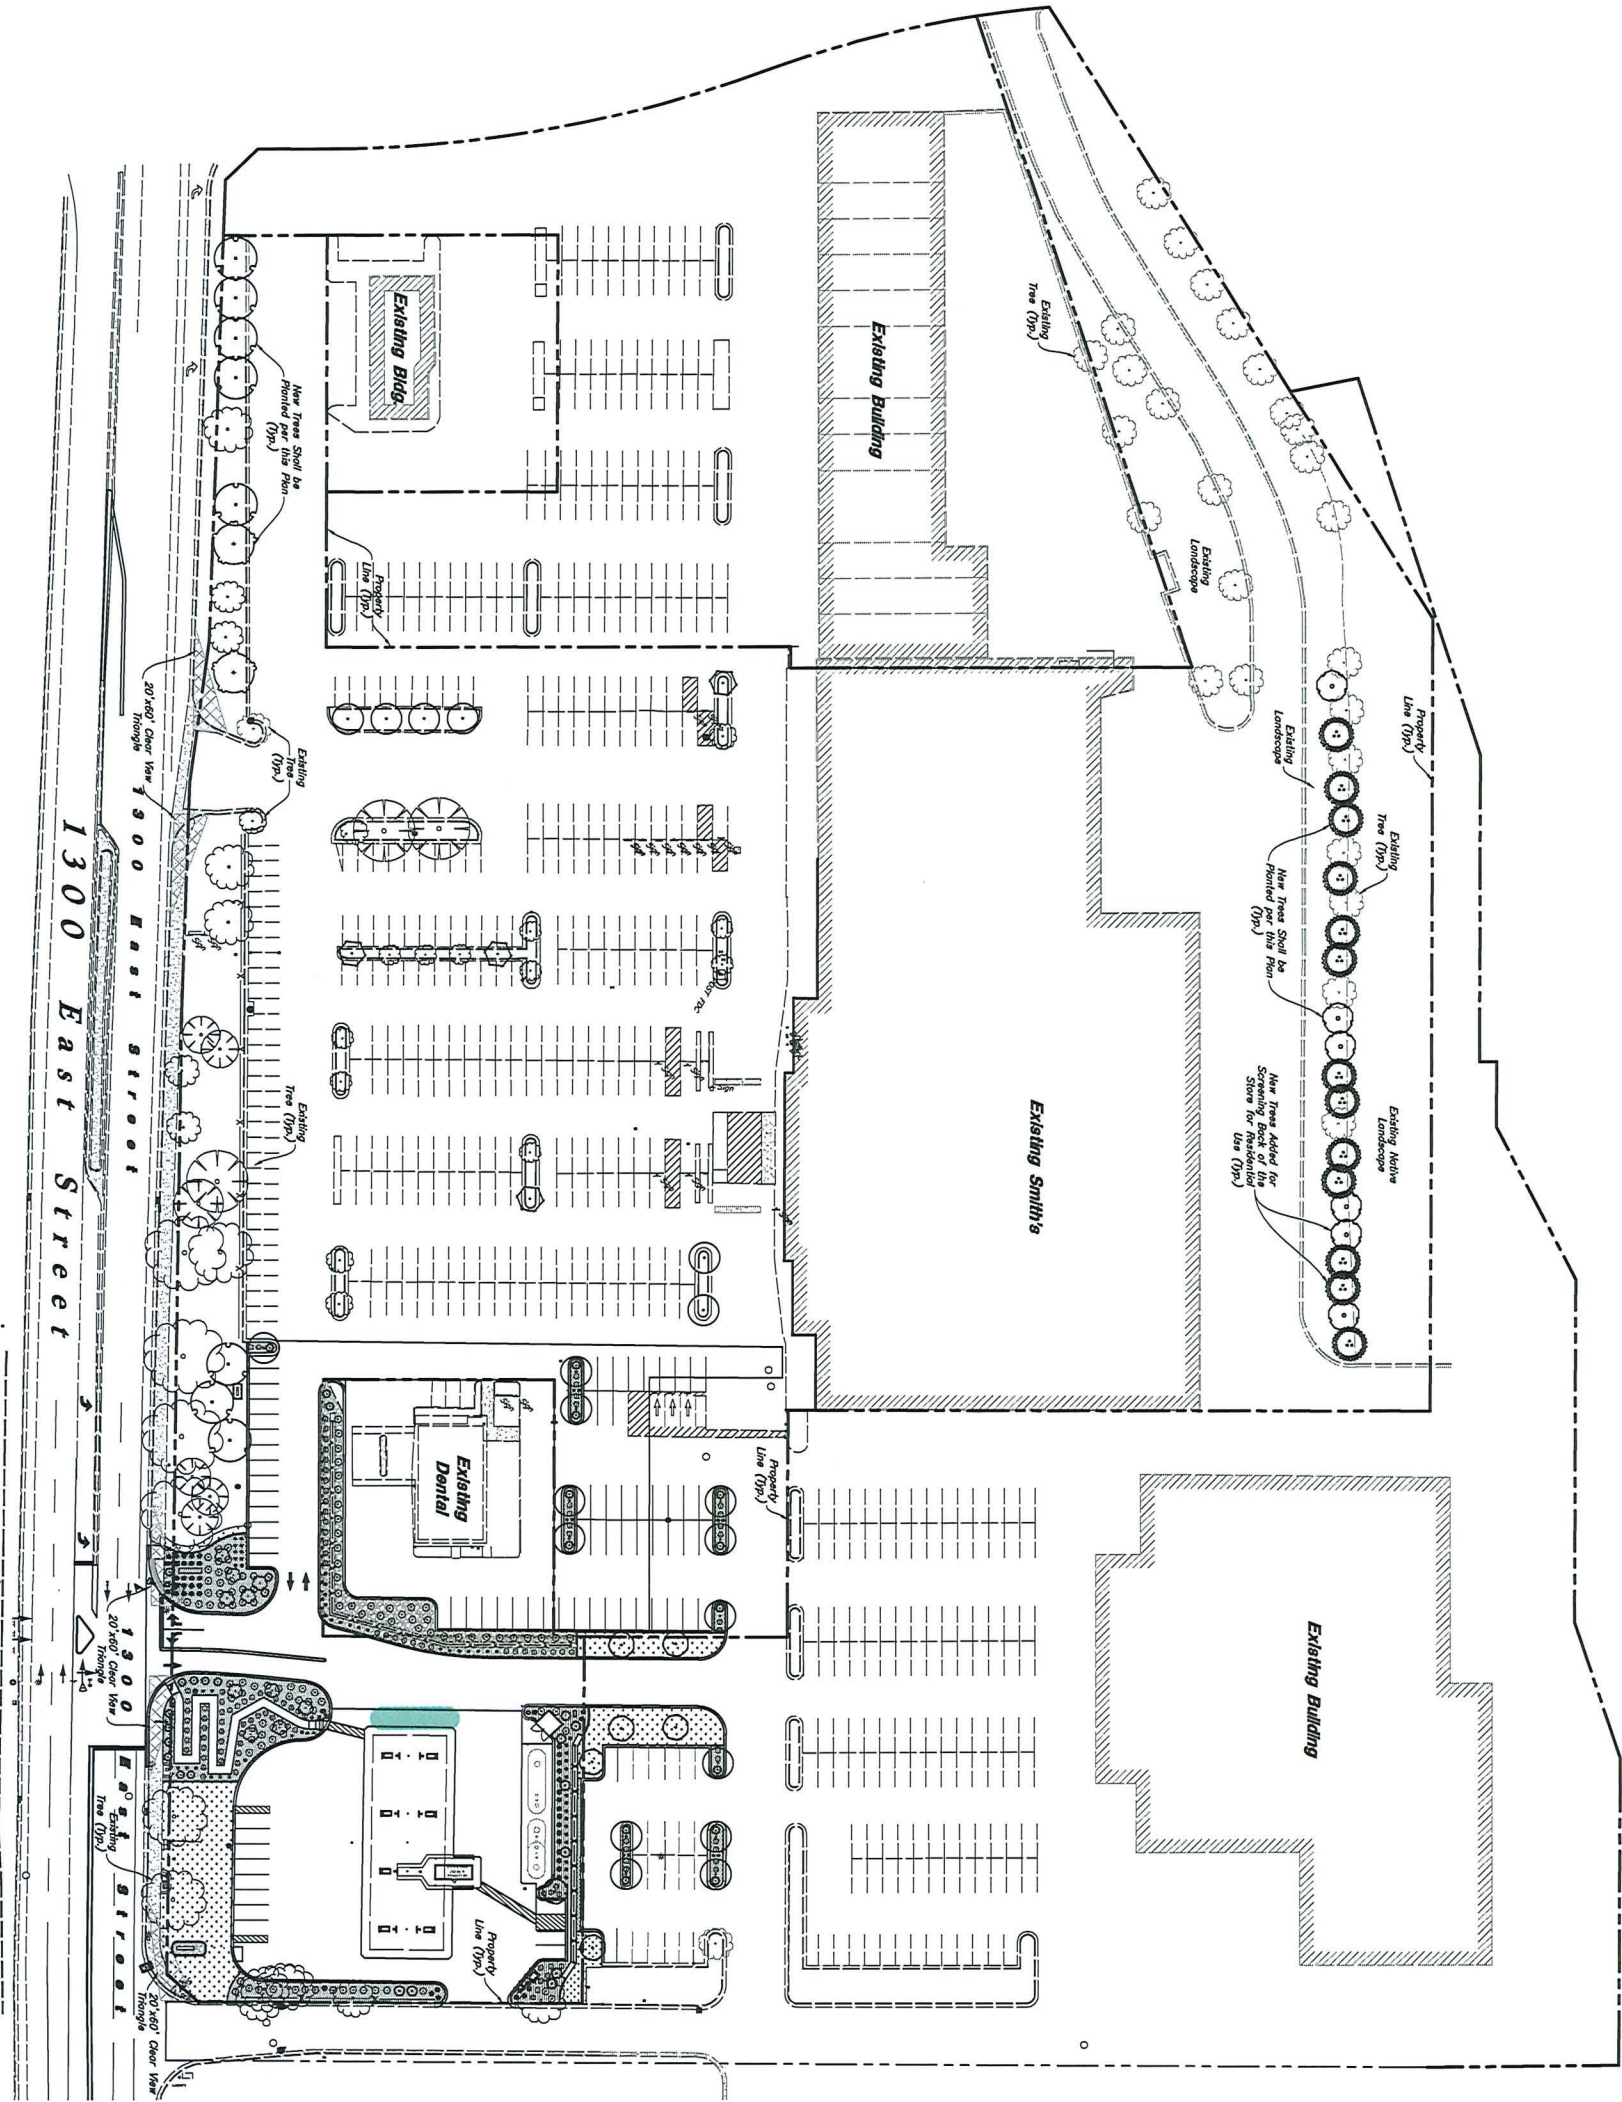 Existing
Tree (Typ.)
Existing Building
Existing Bldg.
New Trees Shall be
Planted per this Plan
(Typ.)
Existing
Landscape
Property
Line (Typ.)
Property
Line (Typ.)
20'x60' Clear View
Triangle
Existing
Tree
(Typ.)
Existing
Landscape
Existing
Tree (Typ.)
New Trees Shall be
Planted per this Plan
(Typ.)
1300 East Street
1300 East Street
Existing Smith's
New Trees Added for
Screening Back of the
Store for Residential
Use (Typ.)
Existing Native
Landscape
Existing
Tree (Typ.)
Sign
Existing
Dental
Property
Line (Typ.)
Existing Building
20'x60' Clear View
Triangle
1300 East Street
Existing
Tree (Typ.)
Property
Line (Typ.)
20'x60' Clear View
Triangle